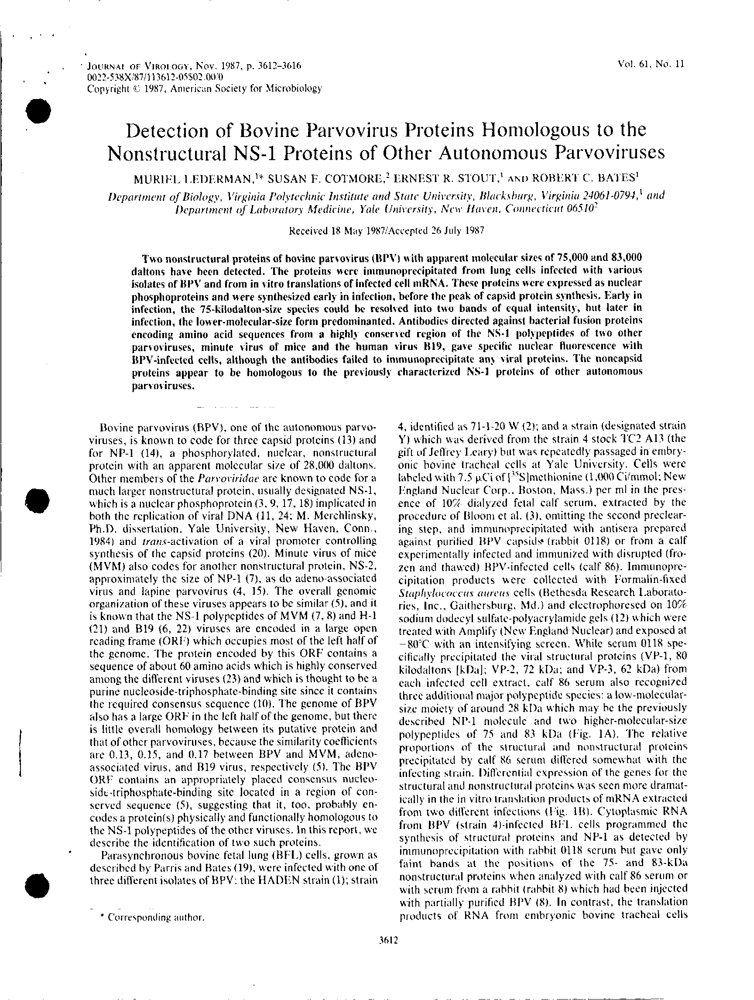 JOURNAL OF VIROLOGY, Nov. 1987, p. 3612-3616
0022-538X/87/113612-05$02.00/0
Copyright © 1987, American Society for Microbiology
Vol. 61, No. 11
Detection of Bovine Parvovirus Proteins Homologous to the
Nonstructural NS-1 Proteins of Other Autonomous Parvoviruses
MURIEL LEDERMAN,¹* SUSAN F. COTMORE,² ERNEST R. STOUT,¹ AND ROBERT C. BATES¹
Department of Biology, Virginia Polytechnic Institute and State University, Blacksburg, Virginia 24061-0794,¹ and
Department of Laboratory Medicine, Yale University, New Haven, Connecticut 06510²
Received 18 May 1987/Accepted 26 July 1987
Two nonstructural proteins of bovine parvovirus (BPV) with apparent molecular sizes of 75,000 and 83,000
daltons have been detected. The proteins were immunoprecipitated from lung cells infected with various
isolates of BPV and from in vitro translations of infected cell mRNA. These proteins were expressed as nuclear
phosphoproteins and were synthesized early in infection, before the peak of capsid protein synthesis. Early in
infection, the 75-kilodalton-size species could be resolved into two bands of equal intensity, but later in
infection, the lower-molecular-size form predominated. Antibodies directed against bacterial fusion proteins
encoding amino acid sequences from a highly conserved region of the NS-1 polypeptides of two other
parvoviruses, minute virus of mice and the human virus B19, gave specific nuclear fluorescence with
BPV-infected cells, although the antibodies failed to immunoprecipitate any viral proteins. The noncapsid
proteins appear to be homologous to the previously characterized NS-1 proteins of other autonomous
parvoviruses.
Bovine parvovirus (BPV), one of the autonomous parvo-
viruses, is known to code for three capsid proteins (13) and
for NP-1 (14), a phosphorylated, nuclear, nonstructural
protein with an apparent molecular size of 28,000 daltons.
Other members of the Parvoviridae are known to code for a
much larger nonstructural protein, usually designated NS-1,
which is a nuclear phosphoprotein (3, 9, 17, 18) implicated in
both the replication of viral DNA (11, 24; M. Merchlinsky,
Ph.D. dissertation, Yale University, New Haven, Conn.,
1984) and trans-activation of a viral promoter controlling
synthesis of the capsid proteins (20). Minute virus of mice
(MVM) also codes for another nonstructural protein, NS-2,
approximately the size of NP-1 (7), as do adeno-associated
virus and lapine parvovirus (4, 15). The overall genomic
organization of these viruses appears to be similar (5), and it
is known that the NS-1 polypeptides of MVM (7, 8) and H-1
(21) and B19 (6, 22) viruses are encoded in a large open
reading frame (ORF) which occupies most of the left half of
the genome. The protein encoded by this ORF contains a
sequence of about 60 amino acids which is highly conserved
among the different viruses (23) and which is thought to be a
purine nucleoside-triphosphate-binding site since it contains
the required consensus sequence (10). The genome of BPV
also has a large ORF in the left half of the genome, but there
is little overall homology between its putative protein and
that of other parvoviruses, because the similarity coefficients
are 0.13, 0.15, and 0.17 between BPV and MVM, adeno-
associated virus, and B19 virus, respectively (5). The BPV
ORF contains an appropriately placed consensus nucleo-
side-triphosphate-binding site located in a region of con-
served sequence (5), suggesting that it, too, probably en-
codes a protein(s) physically and functionally homologous to
the NS-1 polypeptides of the other viruses. In this report, we
describe the identification of two such proteins.
Parasynchronous bovine fetal lung (BFL) cells, grown as
described by Parris and Bates (19), were infected with one of
three different isolates of BPV: the HADEN strain (1); strain
* Corresponding author.
4, identified as 71-1-20 W (2); and a strain (designated strain
Y) which was derived from the strain 4 stock TC2 A13 (the
gift of Jeffrey Leary) but was repeatedly passaged in embry-
onic bovine tracheal cells at Yale University. Cells were
labeled with 7.5 µCi of [³⁵S]methionine (1,000 Ci/mmol; New
England Nuclear Corp., Boston, Mass.) per ml in the pres-
ence of 10% dialyzed fetal calf serum, extracted by the
procedure of Bloom et al. (3), omitting the second preclear-
ing step, and immunoprecipitated with antisera prepared
against purified BPV capsids (rabbit 0118) or from a calf
experimentally infected and immunized with disrupted (fro-
zen and thawed) BPV-infected cells (calf 86). Immunopre-
cipitation products were collected with Formalin-fixed
Staphylococcus aureus cells (Bethesda Research Laborato-
ries, Inc., Gaithersburg, Md.) and electrophoresed on 10%
sodium dodecyl sulfate-polyacrylamide gels (12) which were
treated with Amplify (New England Nuclear) and exposed at
−80°C with an intensifying screen. While serum 0118 spe-
cifically precipitated the viral structural proteins (VP-1, 80
kilodaltons [kDa]; VP-2, 72 kDa; and VP-3, 62 kDa) from
each infected cell extract, calf 86 serum also recognized
three additional major polypeptide species: a low-molecular-
size moiety of around 28 kDa which may be the previously
described NP-1 molecule and two higher-molecular-size
polypeptides of 75 and 83 kDa (Fig. 1A). The relative
proportions of the structural and nonstructural proteins
precipitated by calf 86 serum differed somewhat with the
infecting strain. Differential expression of the genes for the
structural and nonstructural proteins was seen more dramat-
ically in the in vitro translation products of mRNA extracted
from two different infections (Fig. 1B). Cytoplasmic RNA
from BPV (strain 4)-infected BFL cells programmed the
synthesis of structural proteins and NP-1 as detected by
immunoprecipitation with rabbit 0118 serum but gave only
faint bands at the positions of the 75- and 83-kDa
nonstructural proteins when analyzed with calf 86 serum or
with serum from a rabbit (rabbit 8) which had been injected
with partially purified BPV (8). In contrast, the translation
products of RNA from embryonic bovine tracheal cells
3612